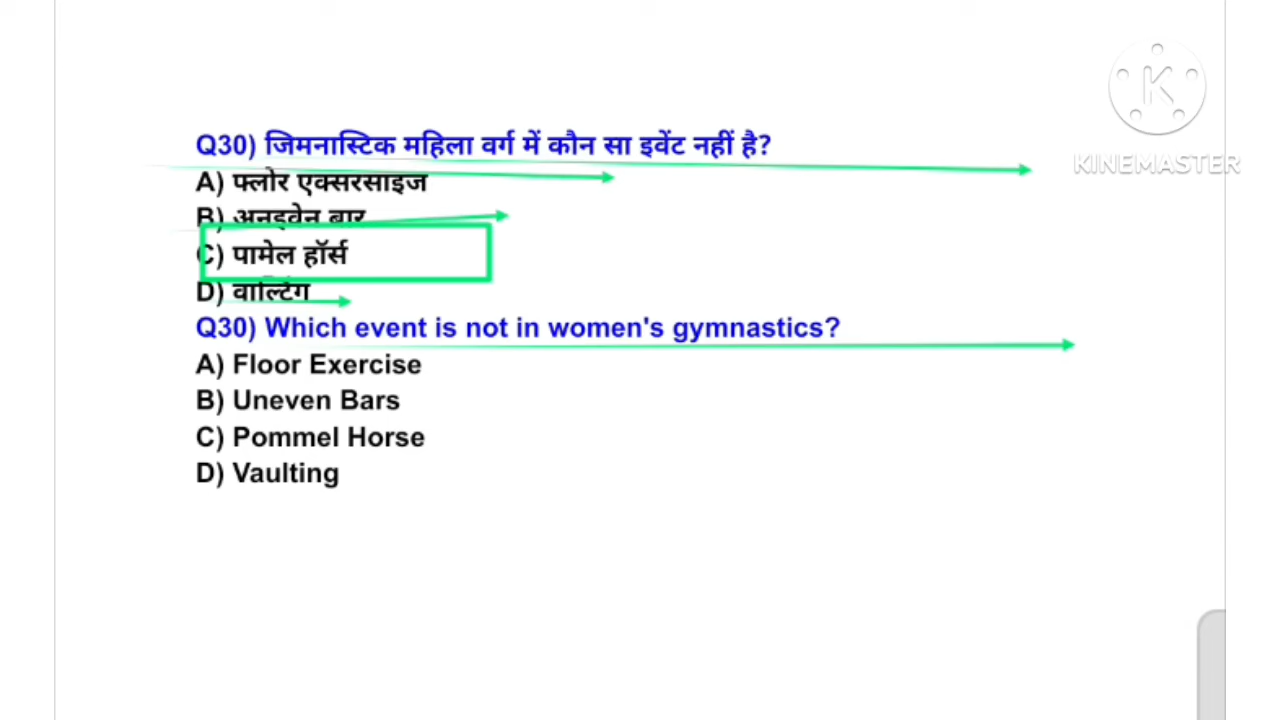 Q30) जिमनास्टिक महिला वर्ग में कौन सा इवेंट नहीं है?
A) फ्लोर एक्सरसाइज
B) अनइवेन बार
C) पामेल हॉर्स
D) वाल्टिंग
Q30) Which event is not in women's gymnastics?
A) Floor Exercise
B) Uneven Bars
C) Pommel Horse
D) Vaulting
K
KINEMASTER